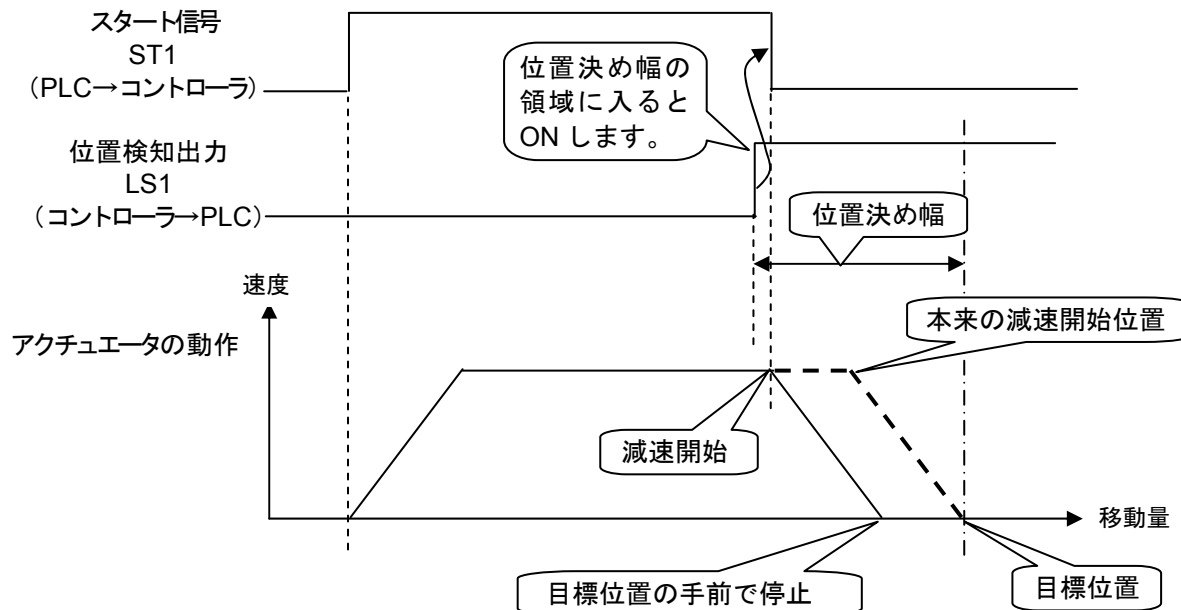 スタート信号
ST1
（PLC→コントローラ）
位置決め幅の
領域に入ると
ON します。
位置検知出力
LS1
（コントローラ→PLC）
位置決め幅
速度
本来の減速開始位置
アクチュエータの動作
減速開始
移動量
目標位置の手前で停止
目標位置